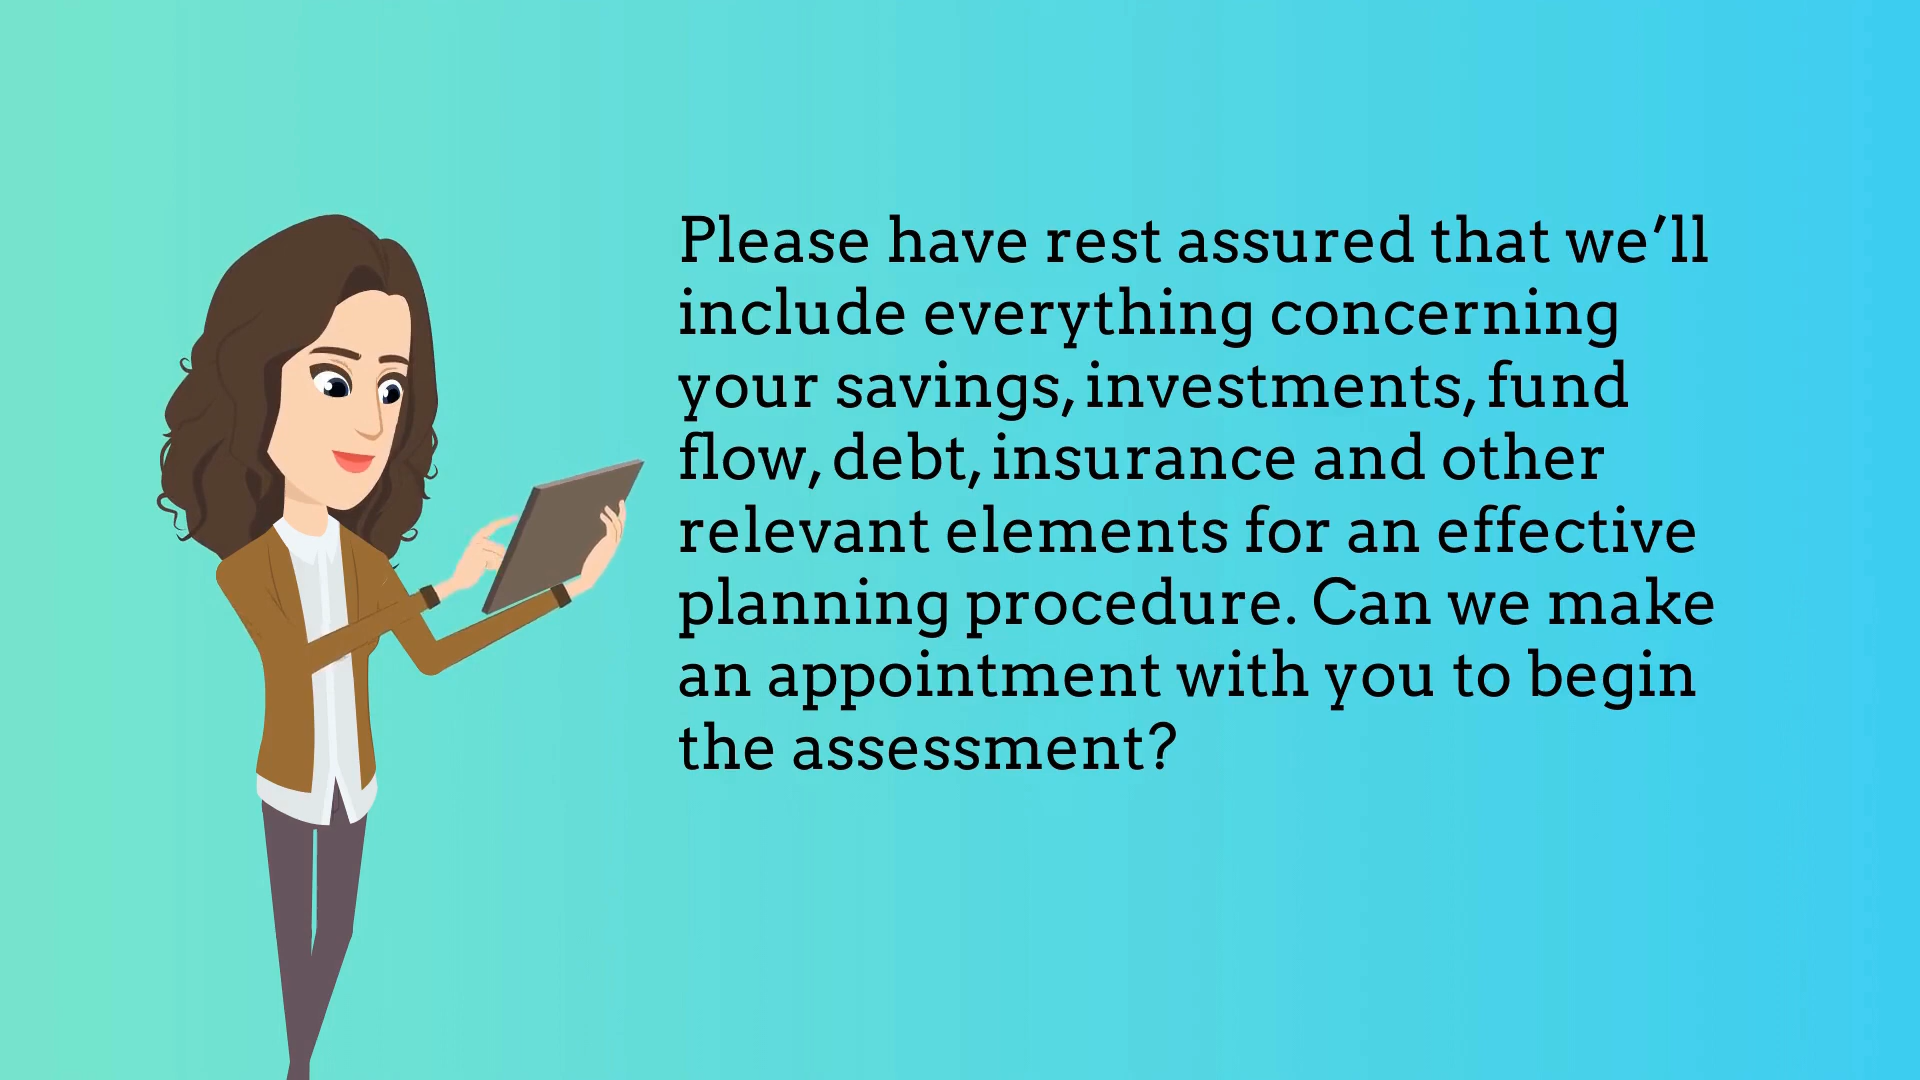 Please have rest assured that we’ll
include everything concerning
your savings, investments, fund
flow, debt, insurance and other
relevant elements for an effective
planning procedure. Can we make
an appointment with you to begin
the assessment?